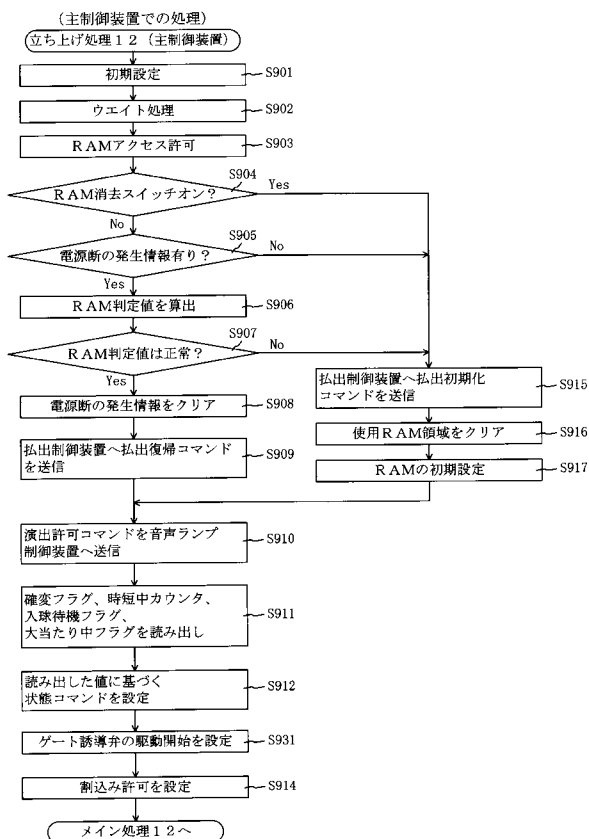 (主制御装置での処理)
立ち上げ処理12(主制御装置)
初期設定
S901
ウエイト処理
S902
RAMアクセス許可
S903
RAM消去スイッチオン?
S904
Yes
No
電源断の発生情報有り?
S905
No
Yes
RAM判定値を算出
S906
RAM判定値は正常?
S907
No
Yes
電源断の発生情報をクリア
S908
払出制御装置へ払出復帰コマンド
を送信
S909
払出制御装置へ払出初期化
コマンドを送信
S915
使用RAM領域をクリア
S916
RAMの初期設定
S917
演出許可コマンドを音声ランプ
制御装置へ送信
S910
確変フラグ、時短中カウンタ、
入球待機フラグ、
大当たり中フラグを読み出し
S911
読み出した値に基づく
状態コマンドを設定
S912
ゲート誘導弁の駆動開始を設定
S931
割込み許可を設定
S914
メイン処理12へ